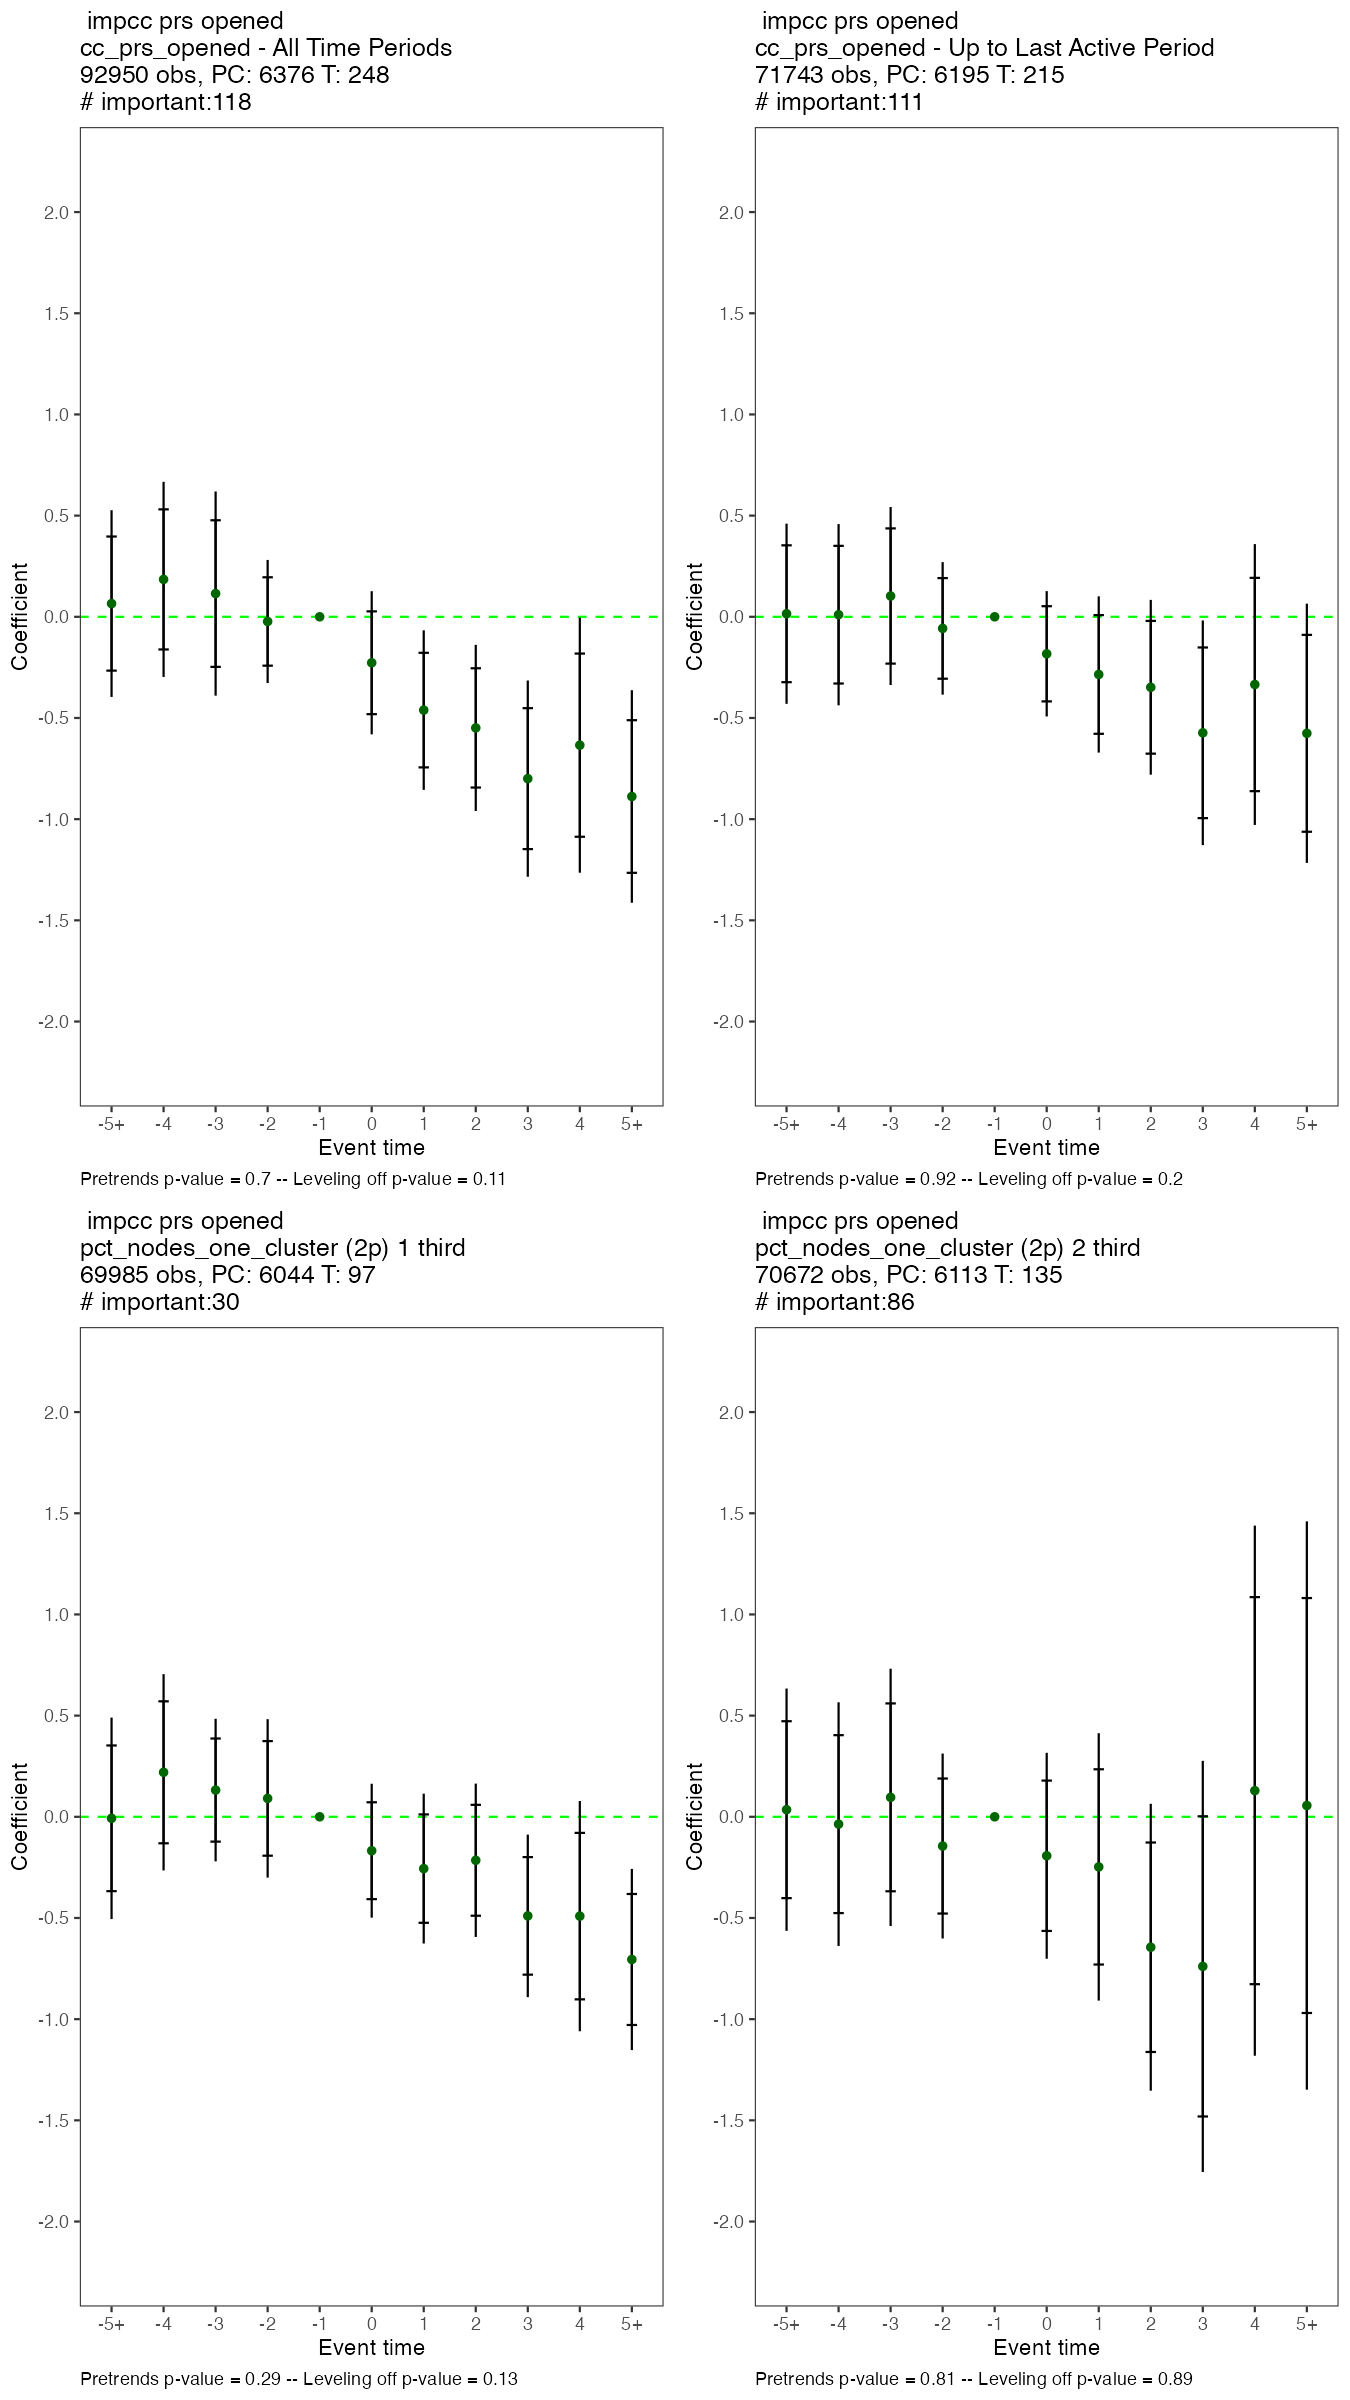 impcc prs opened
cc_prs_opened - All Time Periods
92950 obs, PC: 6376 T: 248
# important:118
Coefficient
2.0
1.5
1.0
0.5
0.0
-0.5
-1.0
-1.5
-2.0
-5+ -4 -3 -2 -1 0 1 2 3 4 5+
Event time
Pretrends p-value = 0.7 -- Leveling off p-value = 0.11
impcc prs opened
cc_prs_opened - Up to Last Active Period
71743 obs, PC: 6195 T: 215
# important:111
Coefficient
2.0
1.5
1.0
0.5
0.0
-0.5
-1.0
-1.5
-2.0
-5+ -4 -3 -2 -1 0 1 2 3 4 5+
Event time
Pretrends p-value = 0.92 -- Leveling off p-value = 0.2
impcc prs opened
pct_nodes_one_cluster (2p) 1 third
69985 obs, PC: 6044 T: 97
# important:30
Coefficient
2.0
1.5
1.0
0.5
0.0
-0.5
-1.0
-1.5
-2.0
-5+ -4 -3 -2 -1 0 1 2 3 4 5+
Event time
Pretrends p-value = 0.29 -- Leveling off p-value = 0.13
impcc prs opened
pct_nodes_one_cluster (2p) 2 third
70672 obs, PC: 6113 T: 135
# important:86
Coefficient
2.0
1.5
1.0
0.5
0.0
-0.5
-1.0
-1.5
-2.0
-5+ -4 -3 -2 -1 0 1 2 3 4 5+
Event time
Pretrends p-value = 0.81 -- Leveling off p-value = 0.89